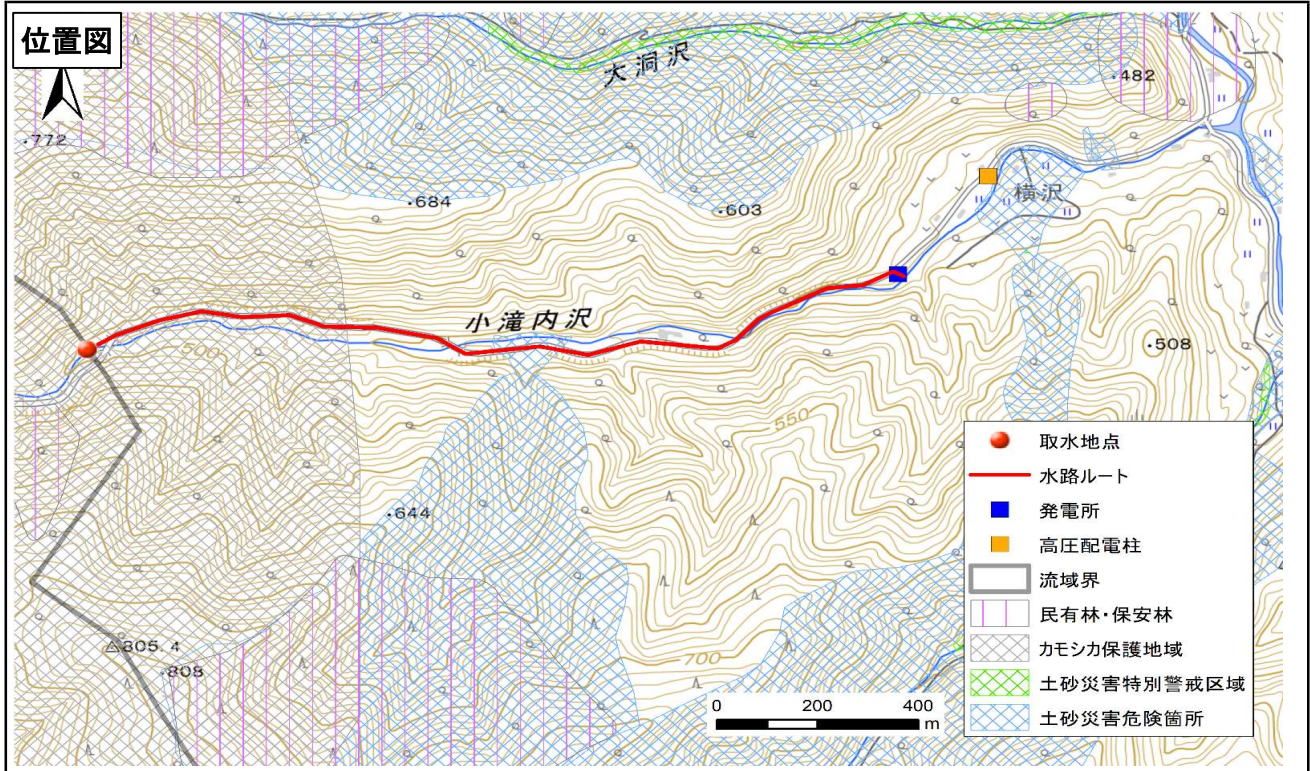 位置図
大洞沢
482
772
684
603
横沢
小滝内沢
500
508
550
644
805.4
808
700
取水地点
水路ルート
発電所
高圧配電柱
流域界
民有林・保安林
カモシカ保護地域
土砂災害特別警戒区域
土砂災害危険箇所
0 200 400
m